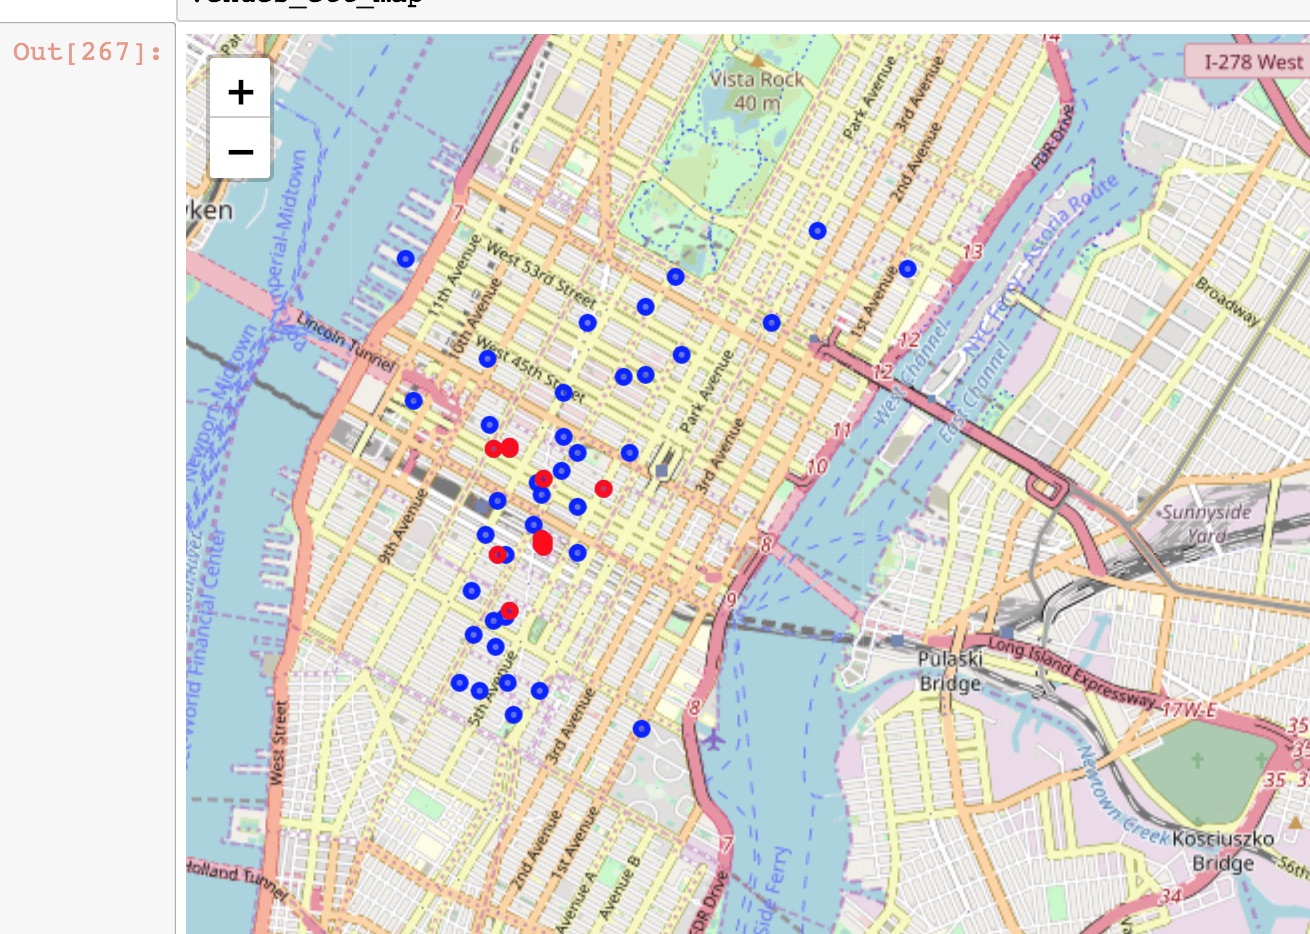 Out[267]:
+
−
Vista Rock
40 m
Park Avenue
3rd Avenue
2nd Avenue
FDR Drive
14
I-278 West
7
13
Imperial-Midtown
11th Avenue
10th Avenue
West 53rd Street
1st Avenue
NYC Ferry Astoria Route
Broadway
Lincoln Tunnel
West 45th Street
12
12
West Channel
East Channel
Newport-Midtown
Park Avenue
11
10
3rd Avenue
9th Avenue
8
9
Sunnyside
Yard
World Financial Center
Pulaski
Bridge
Long Island Expressway
17W-E
5th Avenue
8
3rd Avenue
West Street
35
Newtown Creek
Kosciuszko
Bridge
56th
2nd Avenue
1st Avenue
7
Avenue A
Avenue B
FDR Drive
Side Ferry
Holland Tunnel
34